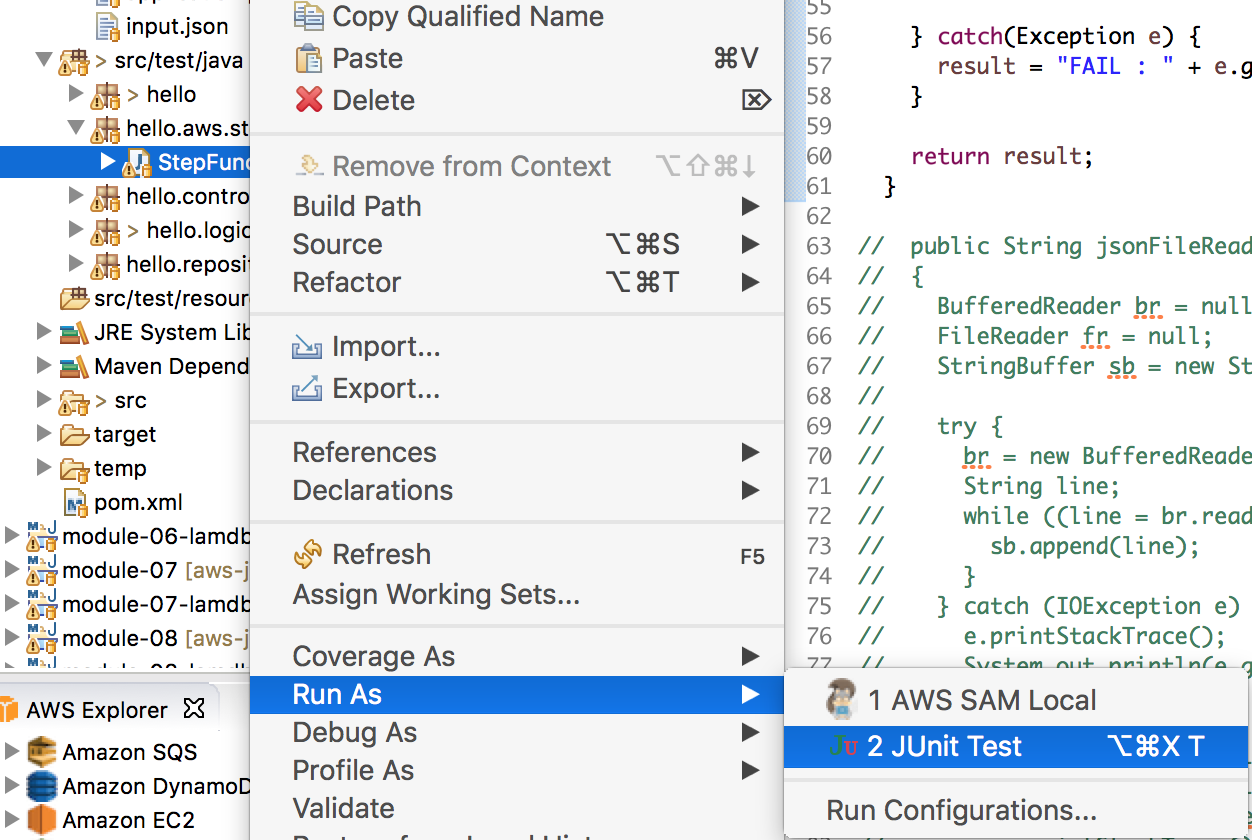 input.json
> src/test/java
> hello
hello.aws.st
StepFunc
hello.contro
> hello.logic
hello.reposit
src/test/resour
JRE System Lib
Maven Depend
> src
target
temp
pom.xml
module-06-lamdb
module-07 [aws-j
module-07-lamdb
module-08 [aws-j
AWS Explorer
Amazon SQS
Amazon DynamoD
Amazon EC2
Copy Qualified Name
Paste ⌘V
Delete ⌦
Remove from Context ⌥⇧⌘↓
Build Path
Source ⌥⌘S
Refactor ⌥⌘T
Import...
Export...
References
Declarations
Refresh F5
Assign Working Sets...
Coverage As
Run As
Debug As
Profile As
Validate
1 AWS SAM Local
JU 2 JUnit Test ⌥⌘X T
Run Configurations...
55
56 } catch(Exception e) {
57 result = "FAIL : " + e.g
58 }
59
60 return result;
61 }
62
63 // public String jsonFileRead
64 // {
65 // BufferedReader br = null
66 // FileReader fr = null;
67 // StringBuffer sb = new St
68 //
69 // try {
70 // br = new BufferedReade
71 // String line;
72 // while ((line = br.read
73 // sb.append(line);
74 // }
75 // } catch (IOException e)
76 // e.printStackTrace();
77 // System.out.println(e.g